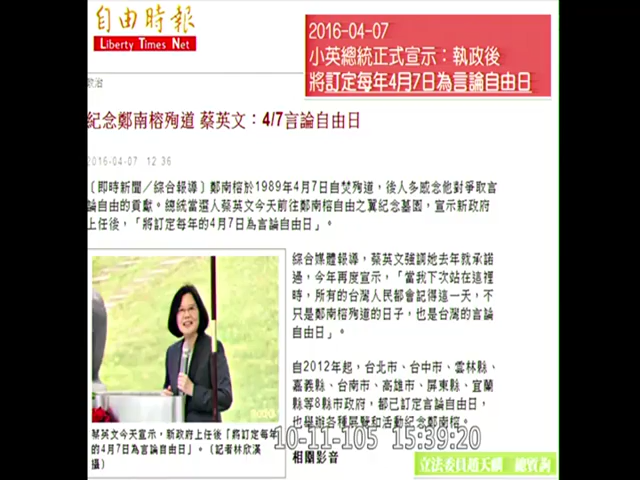 自由時報
Liberty Times Net
2016-04-07
小英總統正式宣示：執政後
將訂定每年4月7日為言論自由日
政治
紀念鄭南榕殉道 蔡英文：4/7言論自由日
2016-04-07 12:36
〔即時新聞／綜合報導〕鄭南榕於1989年4月7日自焚殉道，後人多感念他對爭取言
論自由的貢獻。總統當選人蔡英文今天前往鄭南榕自由之翼紀念墓園，宣示新政府
上任後，「將訂定每年的4月7日為言論自由日」。
綜合媒體報導，蔡英文強調她去年就承諾
過，今年再度宣示，「當我下次站在這裡
時，所有的台灣人民都會記得這一天，不
只是鄭南榕殉道的日子，也是台灣的言論
自由日」。
自2012年起，台北市、台中市、雲林縣、
嘉義縣、台南市、高雄市、屏東縣、宜蘭
縣等8縣市政府，都已訂定言論自由日，
也舉辦各種展覽和活動紀念鄭南榕。
蔡英文今天宣示，新政府上任後「將訂定每年
的4月7日為言論自由日」。（記者林欣漢
攝）
10-11-105 15:39:20
相關影音
立法委員趙天麟 總質詢